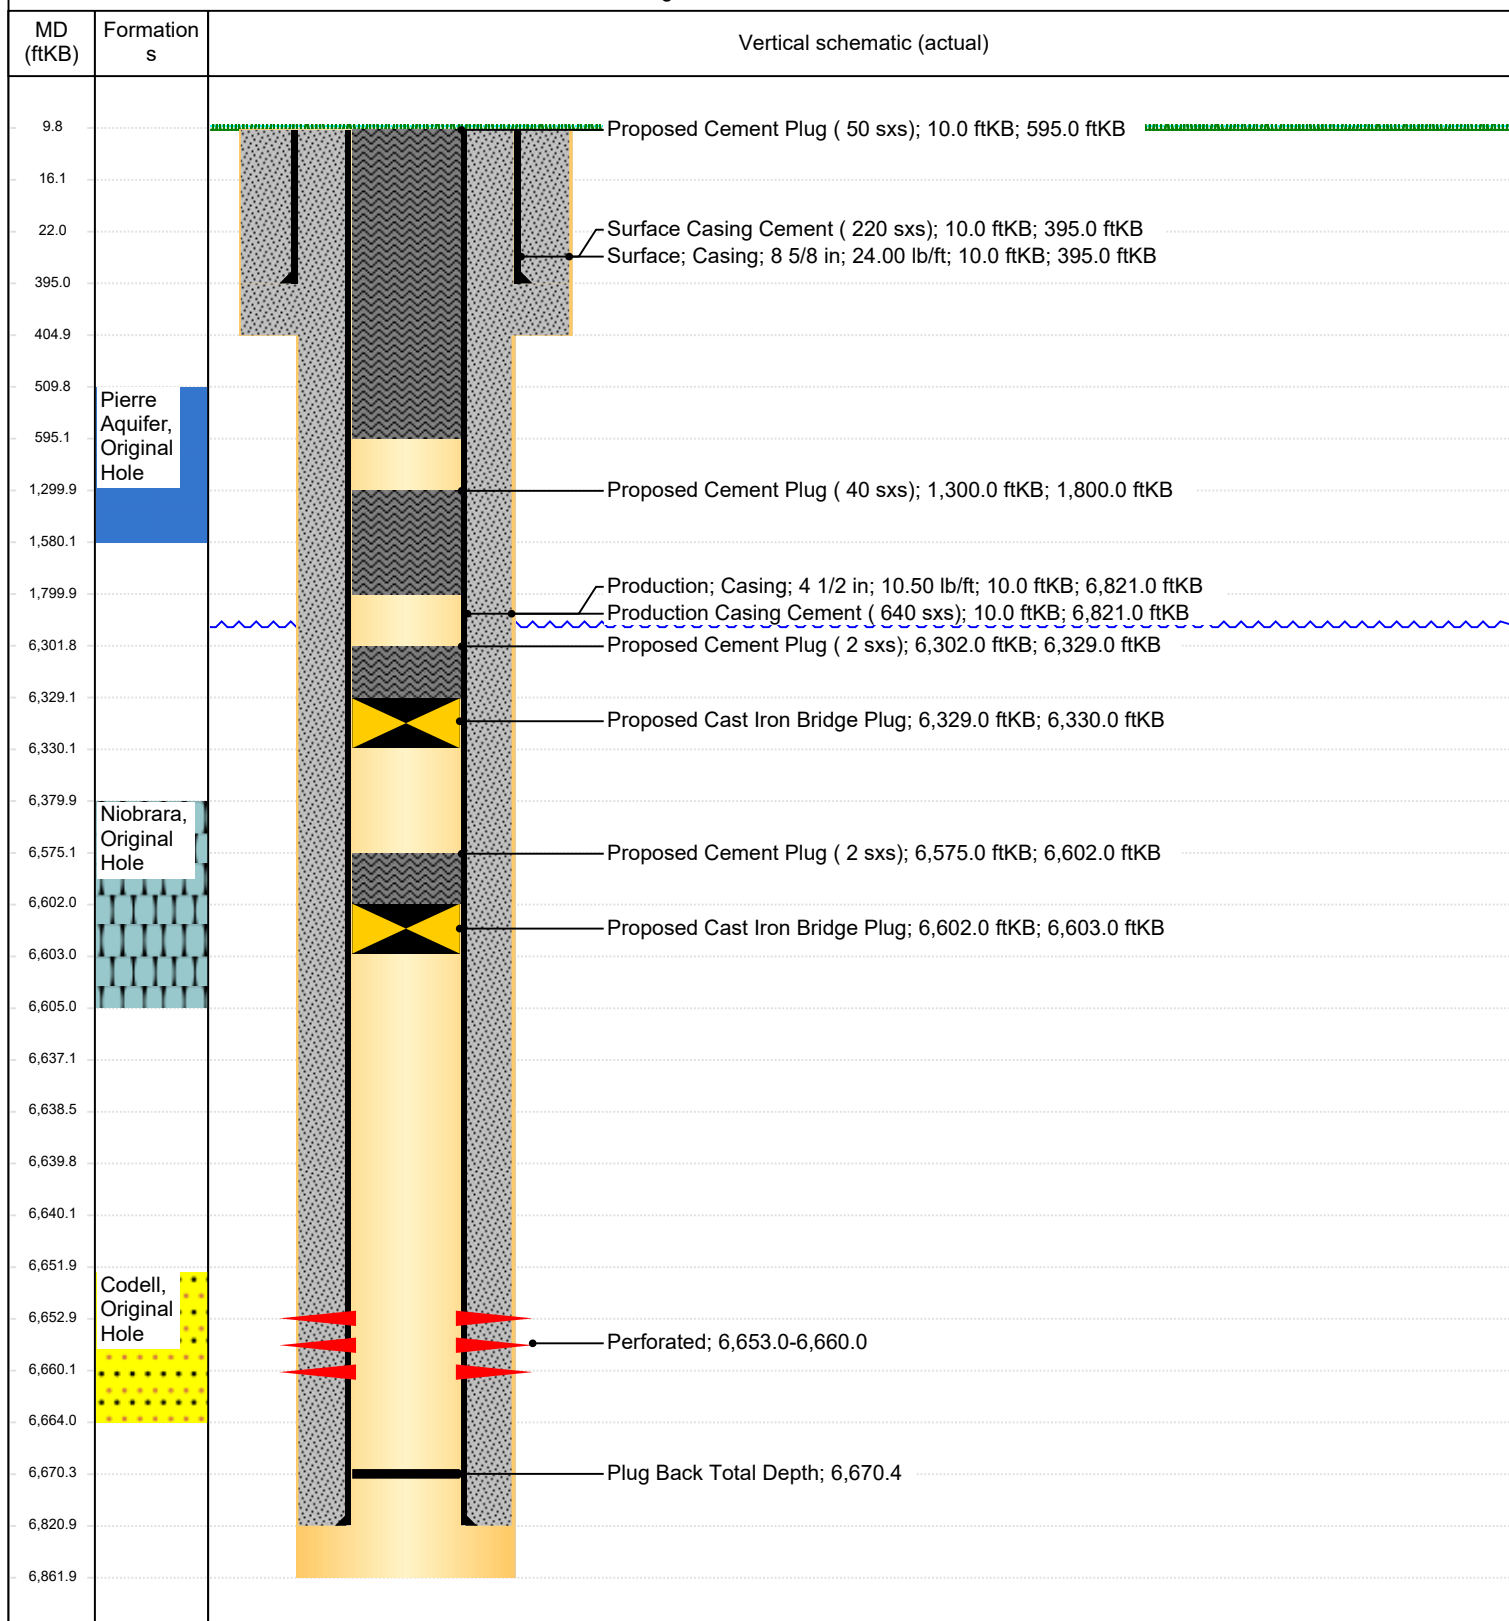 MD
(ftKB)
Formation
s
Vertical schematic (actual)
9.8
Proposed Cement Plug ( 50 sxs); 10.0 ftKB; 595.0 ftKB
16.1
22.0
Surface Casing Cement ( 220 sxs); 10.0 ftKB; 395.0 ftKB
Surface; Casing; 8 5/8 in; 24.00 lb/ft; 10.0 ftKB; 395.0 ftKB
395.0
404.9
509.8
Pierre
Aquifer,
Original
Hole
595.1
1,299.9
Proposed Cement Plug ( 40 sxs); 1,300.0 ftKB; 1,800.0 ftKB
1,580.1
1,799.9
Production; Casing; 4 1/2 in; 10.50 lb/ft; 10.0 ftKB; 6,821.0 ftKB
Production Casing Cement ( 640 sxs); 10.0 ftKB; 6,821.0 ftKB
6,301.8
Proposed Cement Plug ( 2 sxs); 6,302.0 ftKB; 6,329.0 ftKB
6,329.1
Proposed Cast Iron Bridge Plug; 6,329.0 ftKB; 6,330.0 ftKB
6,330.1
6,379.9
Niobrara,
Original
Hole
6,575.1
Proposed Cement Plug ( 2 sxs); 6,575.0 ftKB; 6,602.0 ftKB
6,602.0
Proposed Cast Iron Bridge Plug; 6,602.0 ftKB; 6,603.0 ftKB
6,603.0
6,605.0
6,637.1
6,638.5
6,639.8
6,640.1
6,651.9
Codell,
Original
Hole
6,652.9
Perforated; 6,653.0-6,660.0
6,660.1
6,664.0
6,670.3
Plug Back Total Depth; 6,670.4
6,820.9
6,861.9